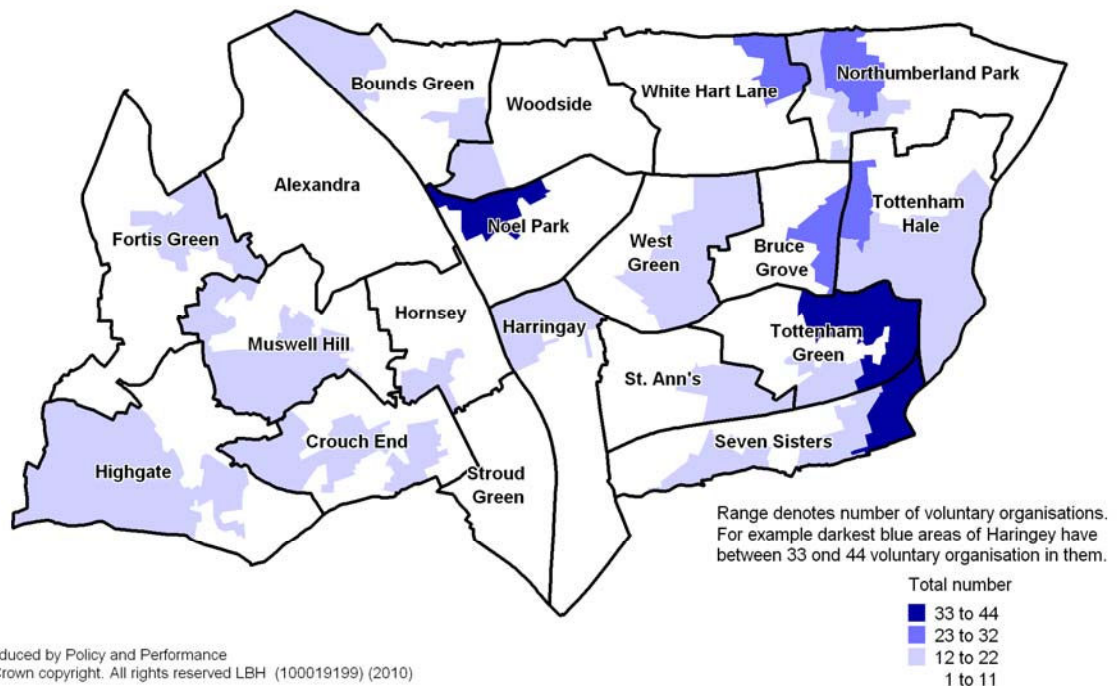 Bounds Green
Woodside
White Hart Lane
Northumberland Park
Alexandra
Noel Park
Tottenham
Hale
Fortis Green
West
Green
Bruce
Grove
Hornsey
Harringay
Muswell Hill
Tottenham
Green
St. Ann's
Crouch End
Seven Sisters
Highgate
Stroud
Green
Range denotes number of voluntary organisations.
For example darkest blue areas of Haringey have
between 33 ond 44 voluntary organisation in them.
Total number
33 to 44
23 to 32
12 to 22
1 to 11
duced by Policy and Performance
Crown copyright. All rights reserved LBH (100019199) (2010)